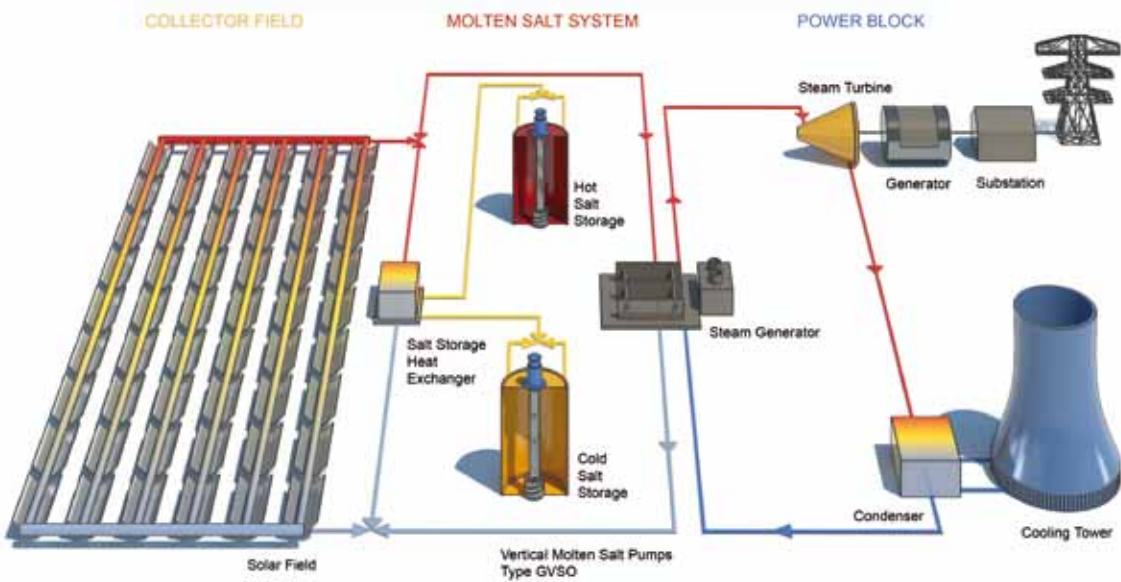 COLLECTOR FIELD
MOLTEN SALT SYSTEM
POWER BLOCK
Steam Turbine
Generator
Substation
Hot
Salt
Storage
Salt Storage
Heat
Exchanger
Steam Generator
Cold
Salt
Storage
Condenser
Cooling Tower
Solar Field
Vertical Molten Salt Pumps
Type GVSO